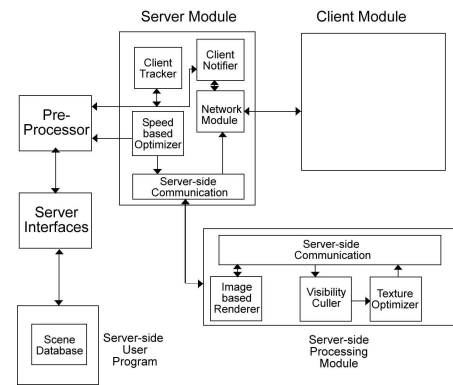 Server Module
Client Module
Client
Tracker
Client
Notifier
Network
Module
Pre-
Processor
Speed
based
Optimizer
Server-side
Communication
Server
Interfaces
Server-side
Communication
Image
based
Renderer
Visibility
Culler
Texture
Optimizer
Scene
Database
Server-side
User
Program
Server-side
Processing
Module